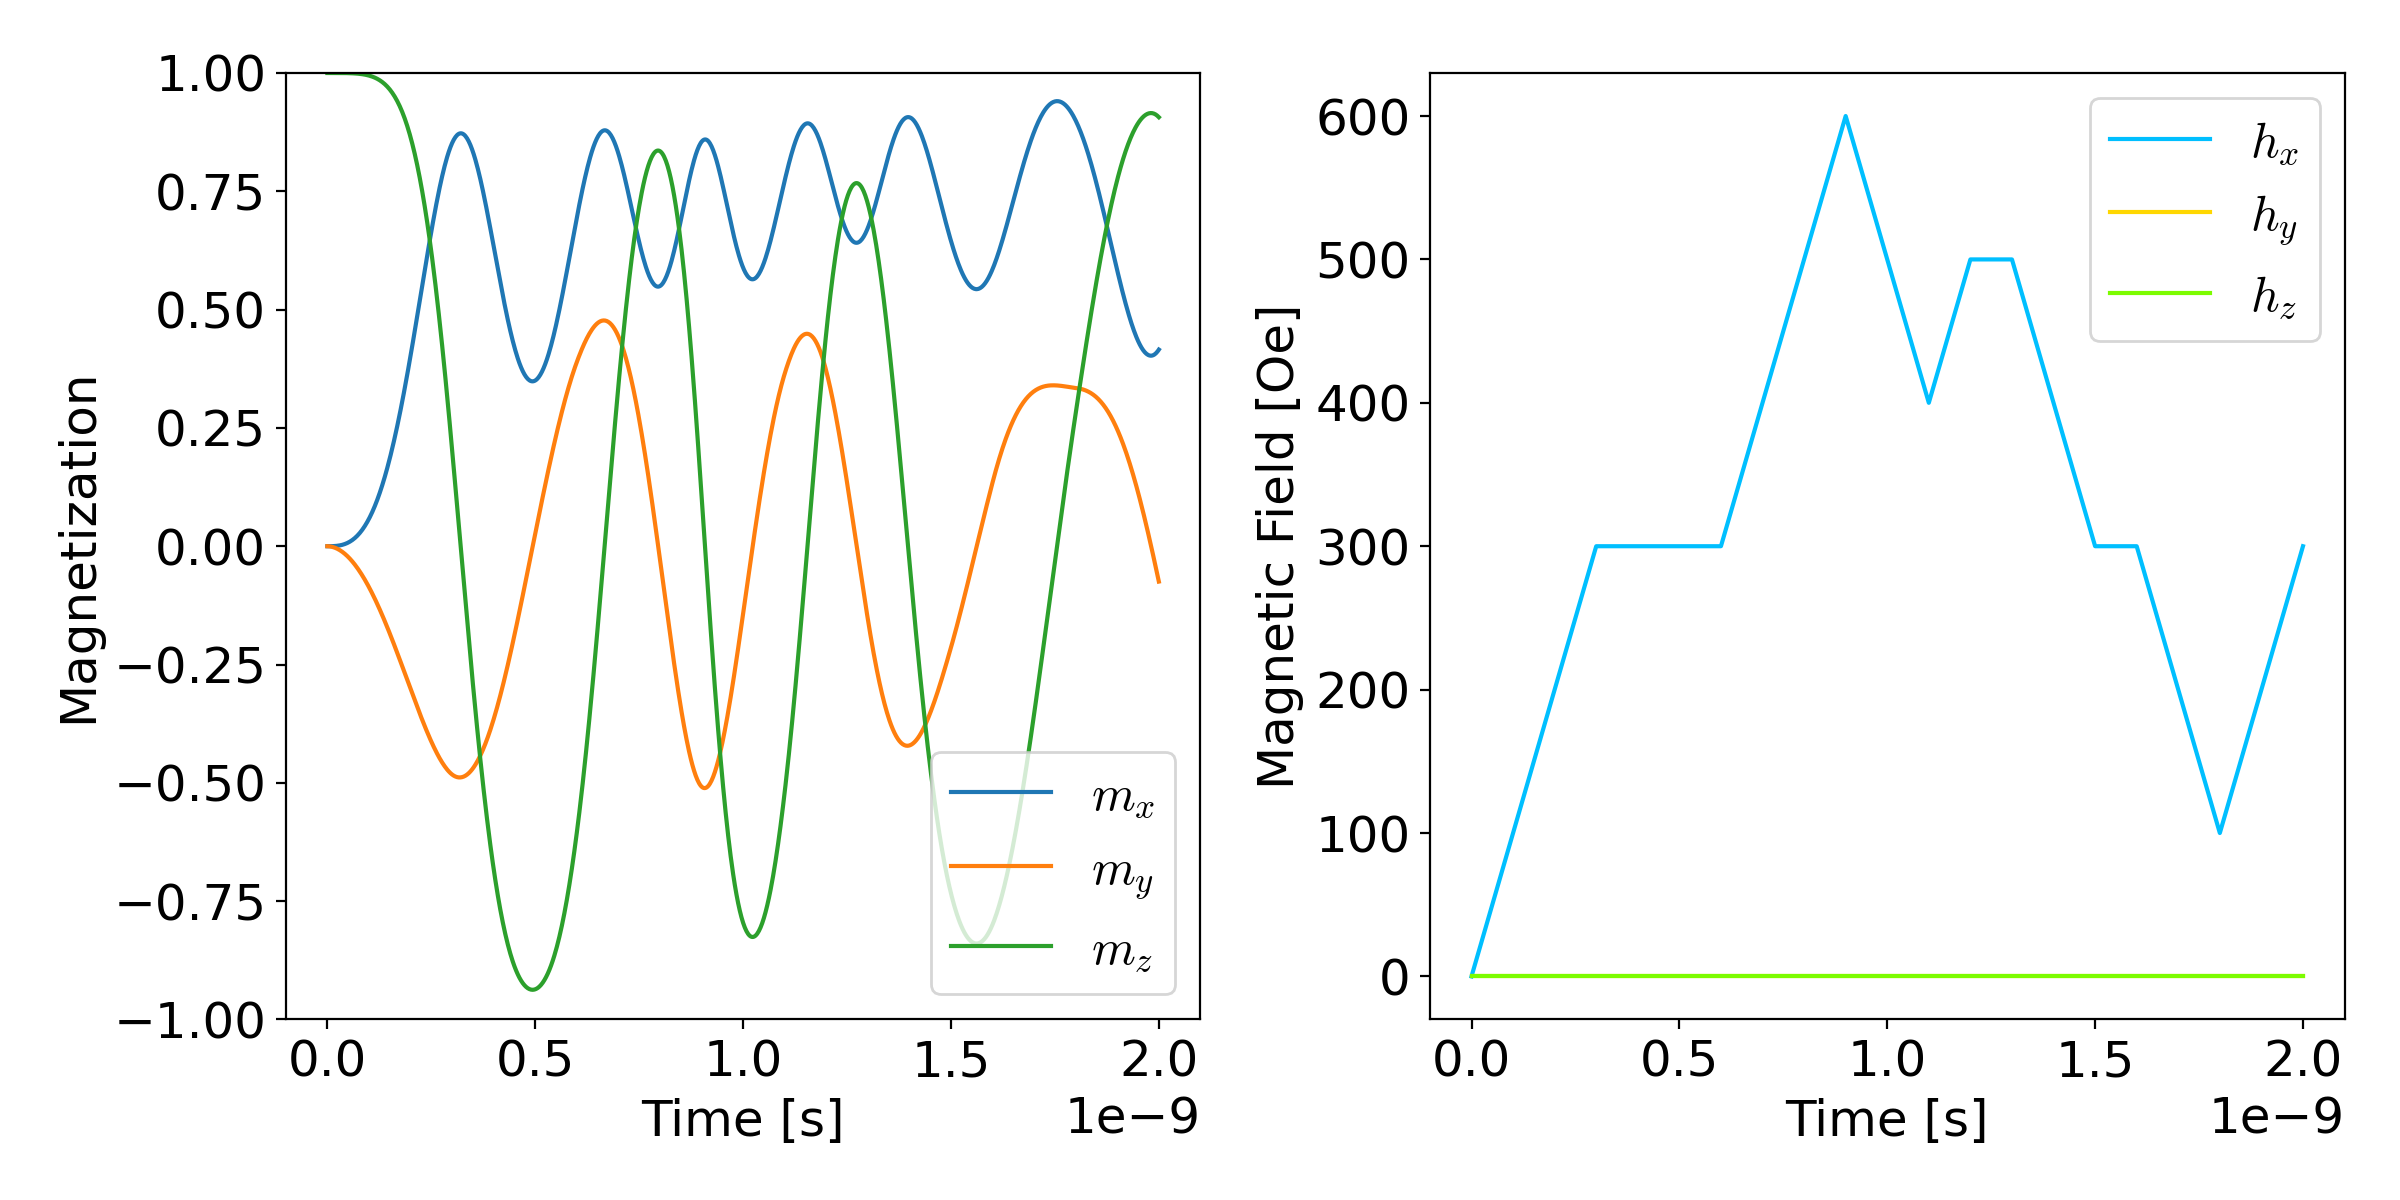 Magnetization
1.00
0.75
0.50
0.25
0.00
−0.25
−0.50
−0.75
−1.00
0.0 0.5 1.0 1.5 2.0
Time [s]
1e−9
m_x
m_y
m_z
Magnetic Field [Oe]
600
500
400
300
200
100
0
0.0 0.5 1.0 1.5 2.0
Time [s]
1e−9
h_x
h_y
h_z